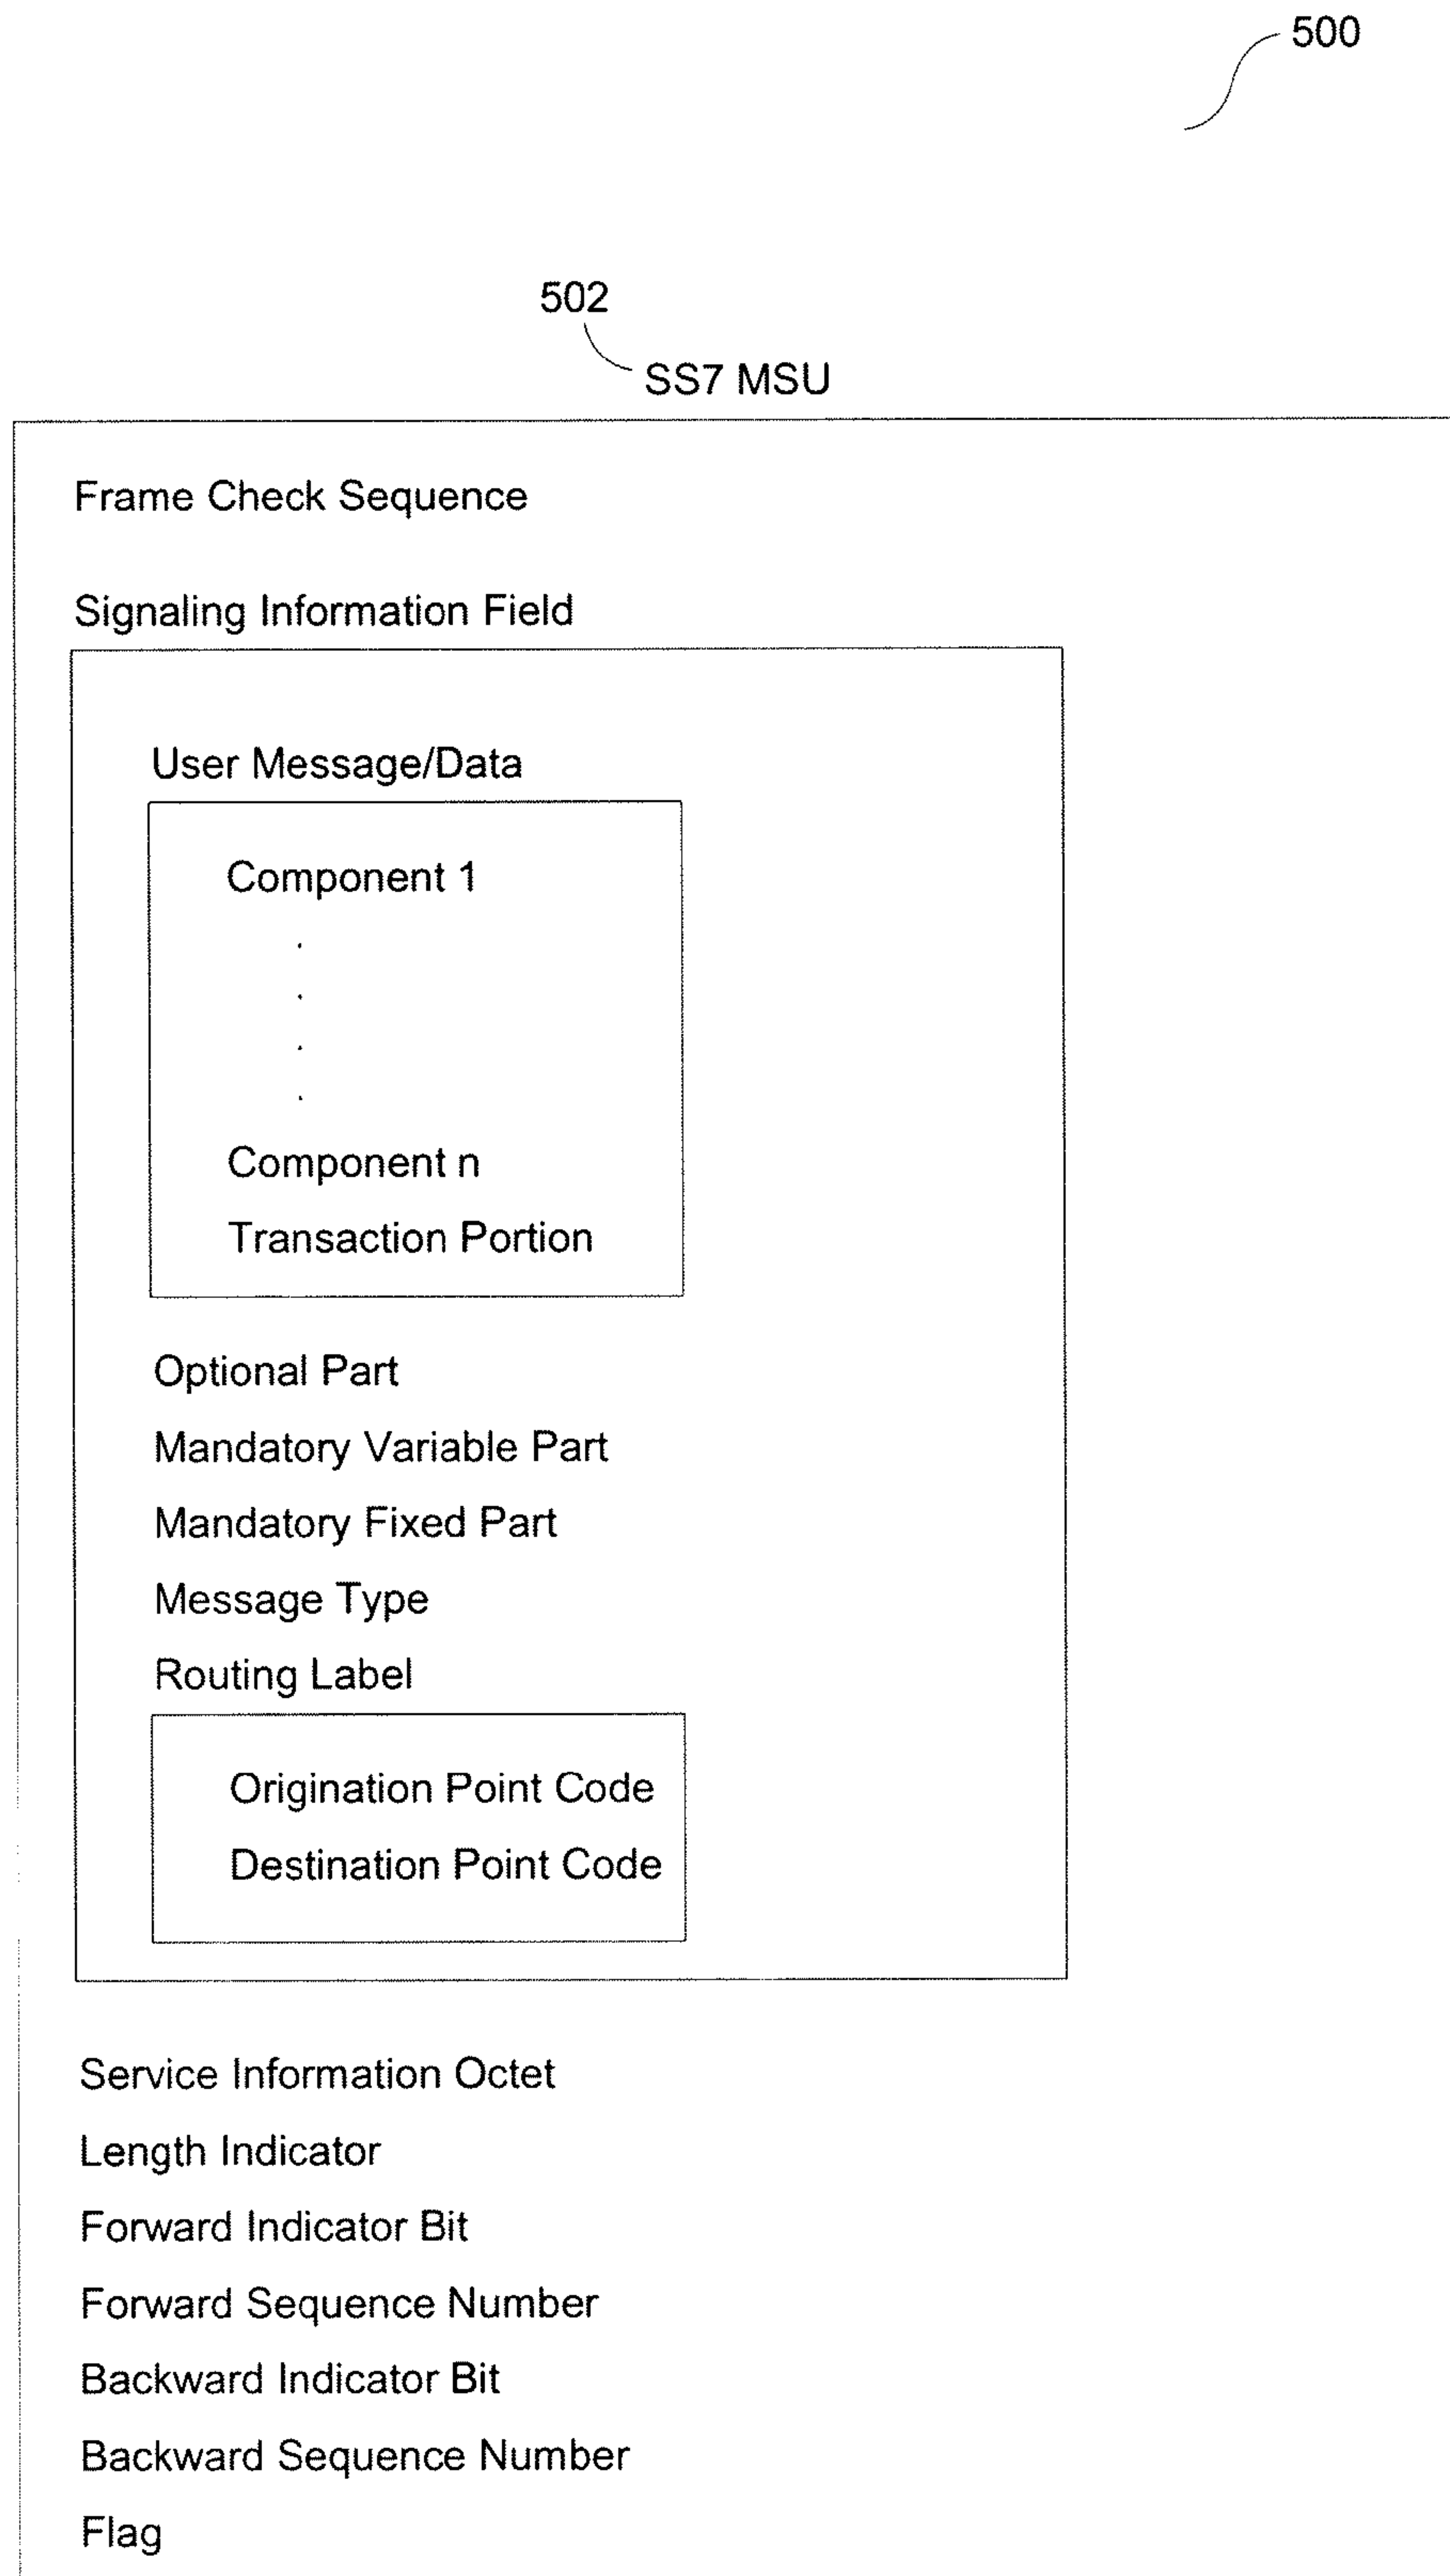 500
502
SS7 MSU
Frame Check Sequence
Signaling Information Field
User Message/Data
Component 1
.
.
.
.
Component n
Transaction Portion
Optional Part
Mandatory Variable Part
Mandatory Fixed Part
Message Type
Routing Label
Origination Point Code
Destination Point Code
Service Information Octet
Length Indicator
Forward Indicator Bit
Forward Sequence Number
Backward Indicator Bit
Backward Sequence Number
Flag